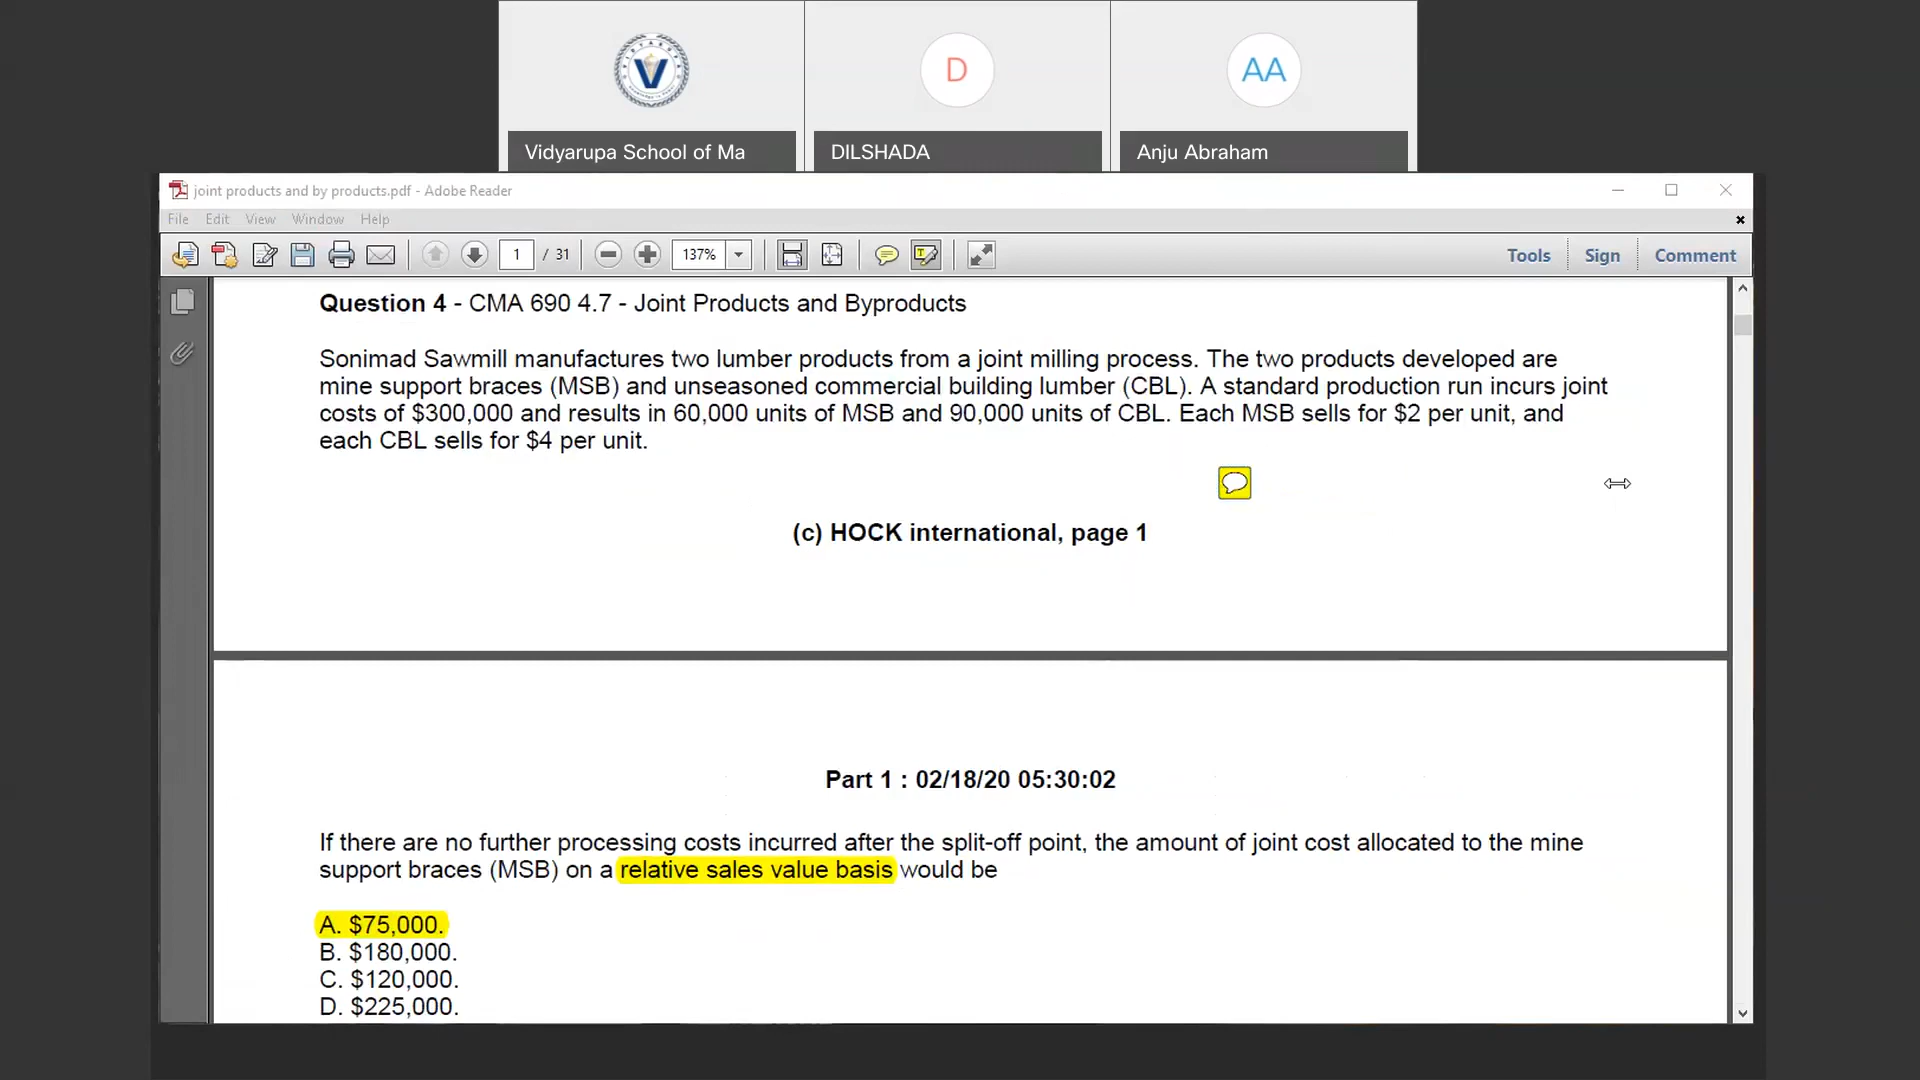 D
AA
Vidyarupa School of Ma
DILSHADA
Anju Abraham
joint products and by products.pdf - Adobe Reader
File Edit View Window Help
1 / 31 137% Tools Sign Comment
Question 4 - CMA 690 4.7 - Joint Products and Byproducts
Sonimad Sawmill manufactures two lumber products from a joint milling process. The two products developed are
mine support braces (MSB) and unseasoned commercial building lumber (CBL). A standard production run incurs joint
costs of $300,000 and results in 60,000 units of MSB and 90,000 units of CBL. Each MSB sells for $2 per unit, and
each CBL sells for $4 per unit.
(c) HOCK international, page 1
Part 1 : 02/18/20 05:30:02
If there are no further processing costs incurred after the split-off point, the amount of joint cost allocated to the mine
support braces (MSB) on a relative sales value basis would be
A. $75,000.
B. $180,000.
C. $120,000.
D. $225,000.